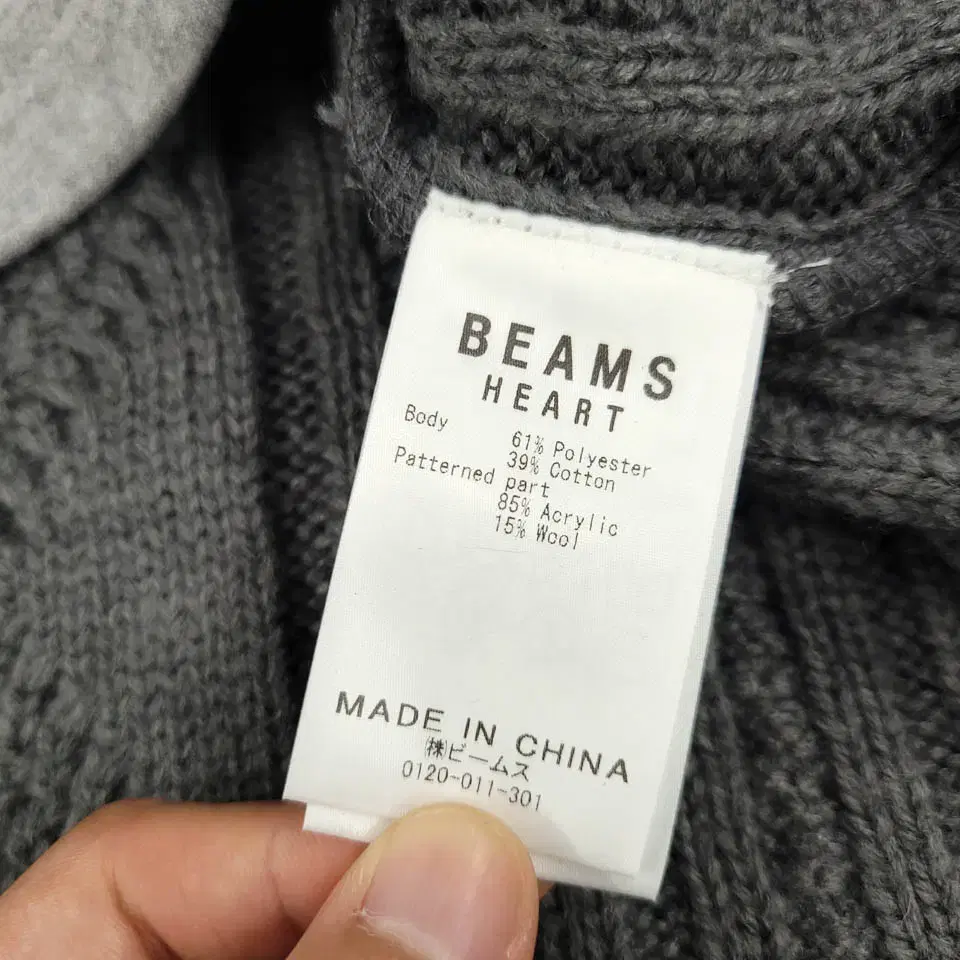 BEAMS
HEART
Body
61% Polyester
39% Cotton
Patterned part
85% Acrylic
15% Wool
MADE IN CHINA
㈱ビームス
0120-011-301